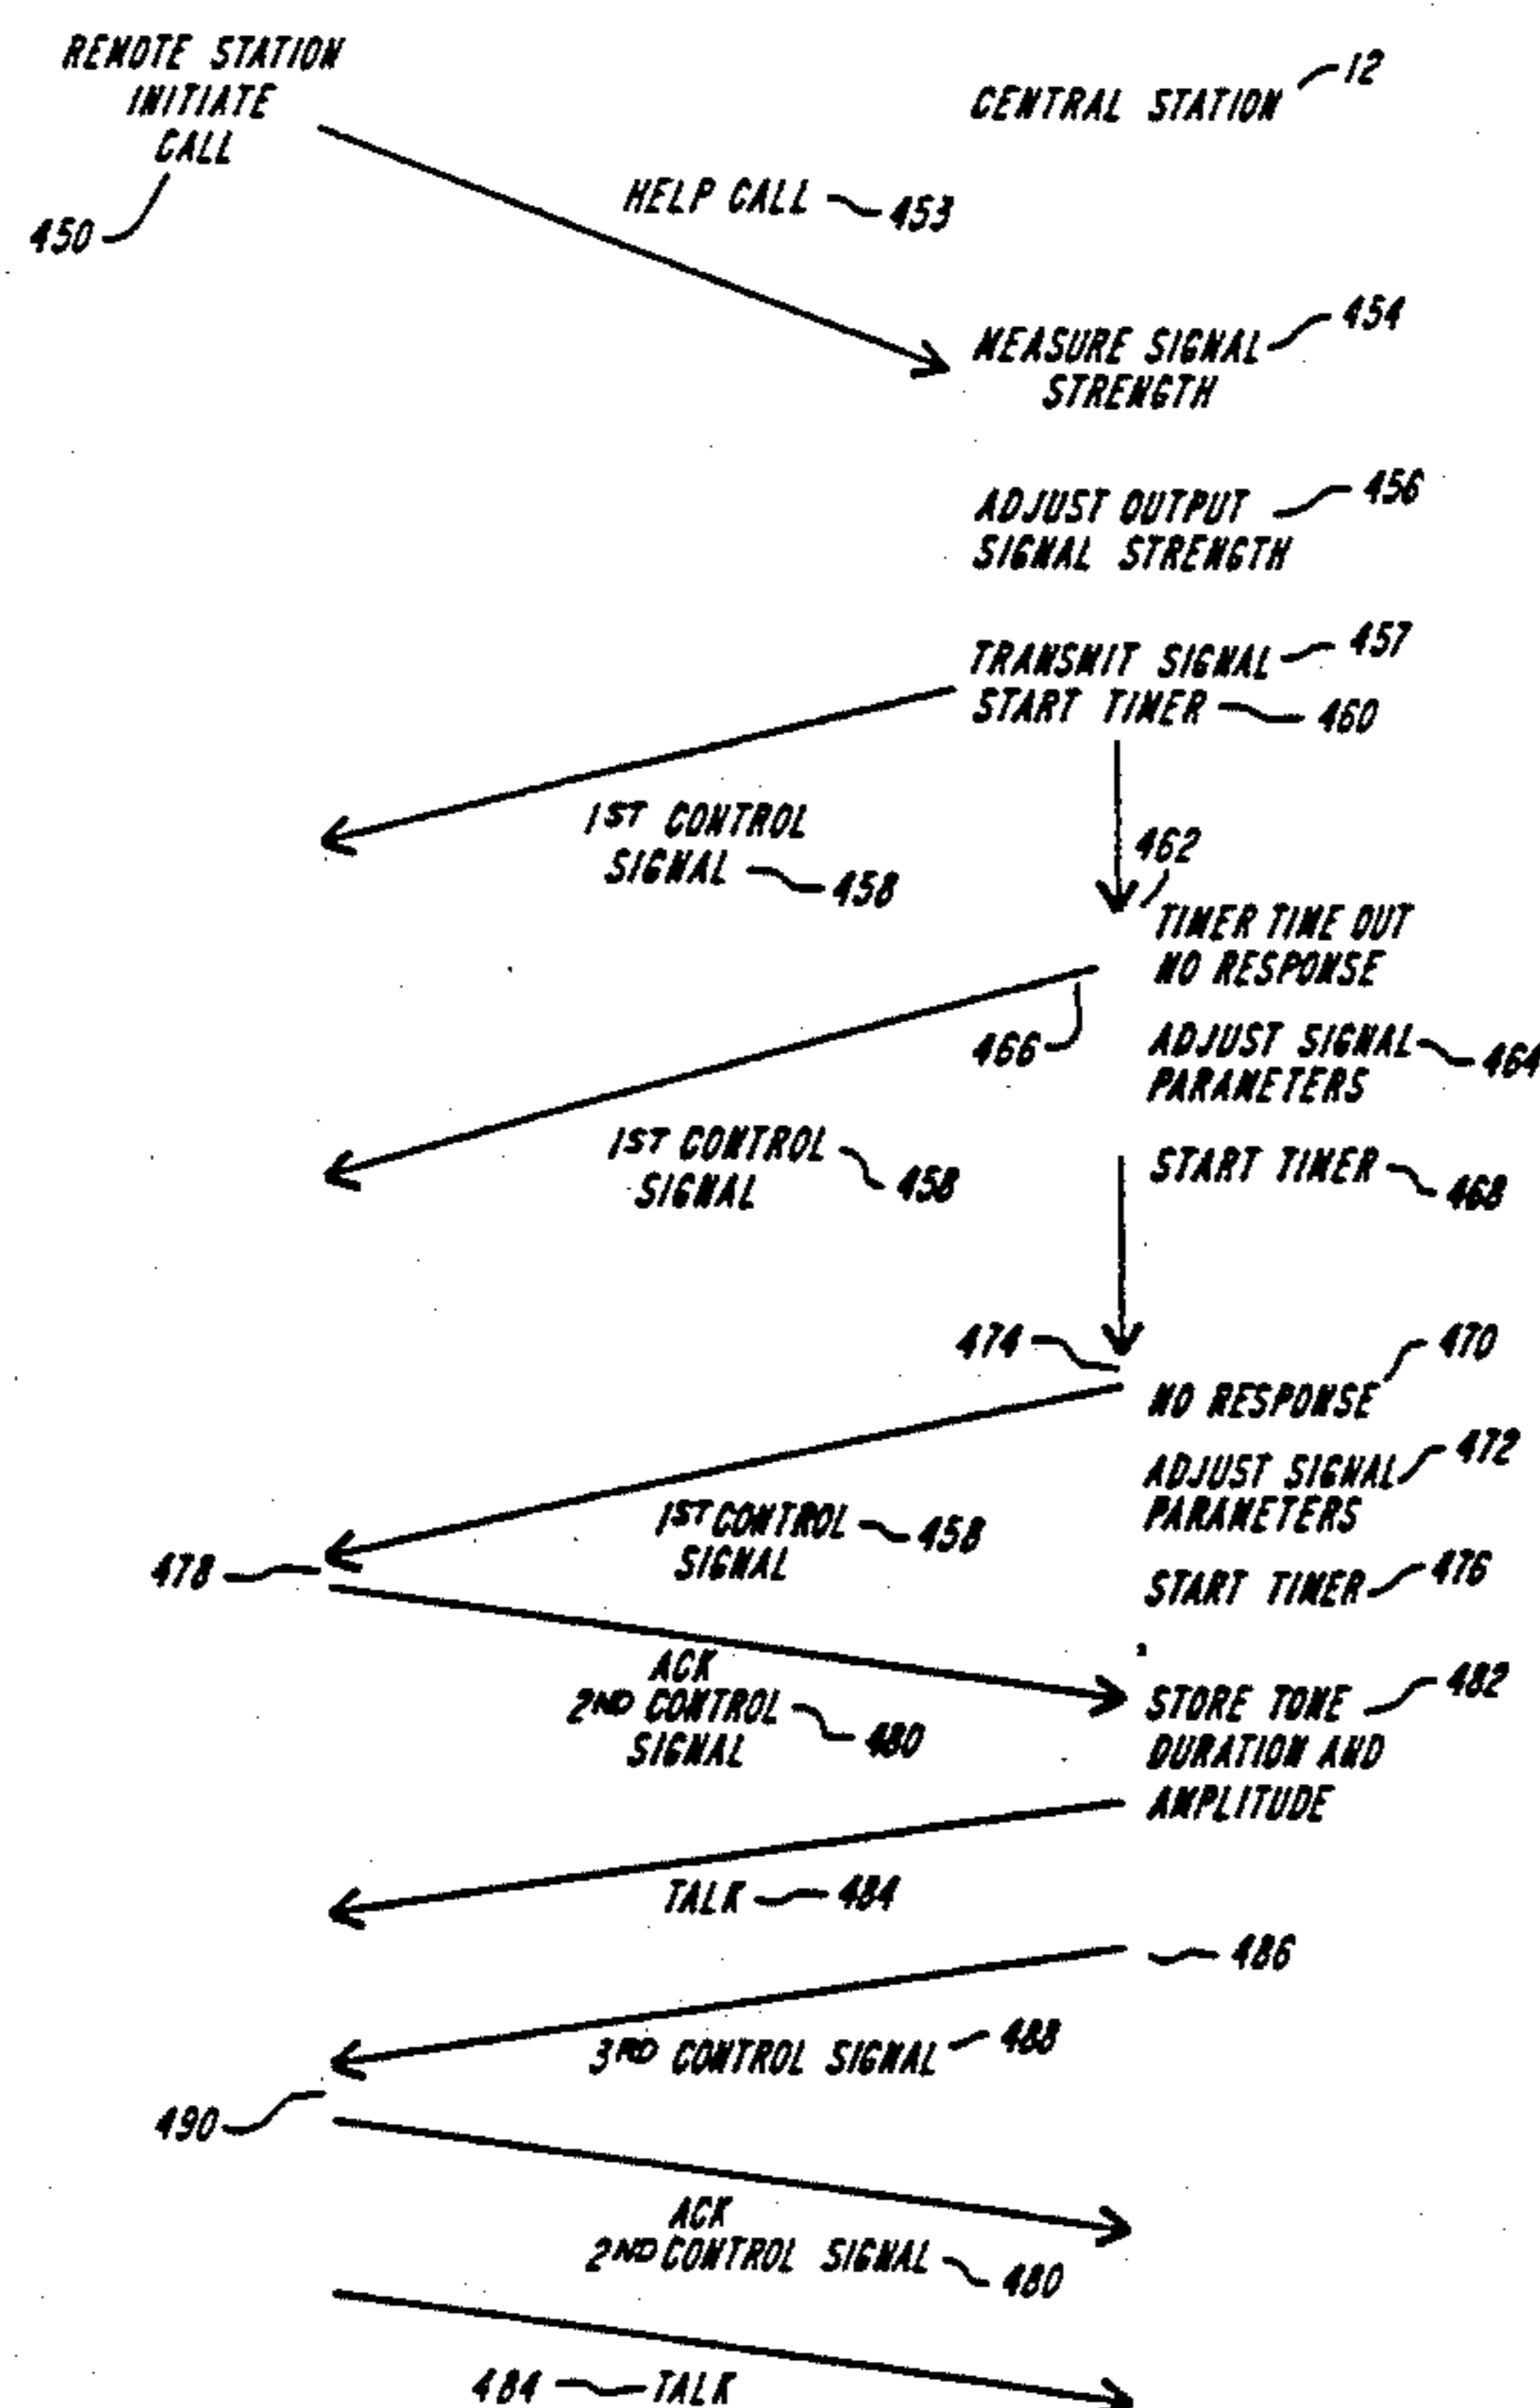 REMOTE STATION
INITIATE
CALL
450
CENTRAL STATION 12
HELP CALL 453
MEASURE SIGNAL 454
STRENGTH
ADJUST OUTPUT 456
SIGNAL STRENGTH
TRANSMIT SIGNAL 457
START TIMER 460
1ST CONTROL
SIGNAL 458
462
TIMER TIME OUT
NO RESPONSE
466
ADJUST SIGNAL 464
PARAMETERS
1ST CONTROL 458
SIGNAL
START TIMER 468
474
470
NO RESPONSE
ADJUST SIGNAL 472
PARAMETERS
1ST CONTROL 458
SIGNAL
478
START TIMER 476
ACK
2ND CONTROL 480
SIGNAL
STORE TONE 482
DURATION AND
AMPLITUDE
TALK 484
486
3RD CONTROL SIGNAL 488
490
ACK
2ND CONTROL SIGNAL 480
484 TALK